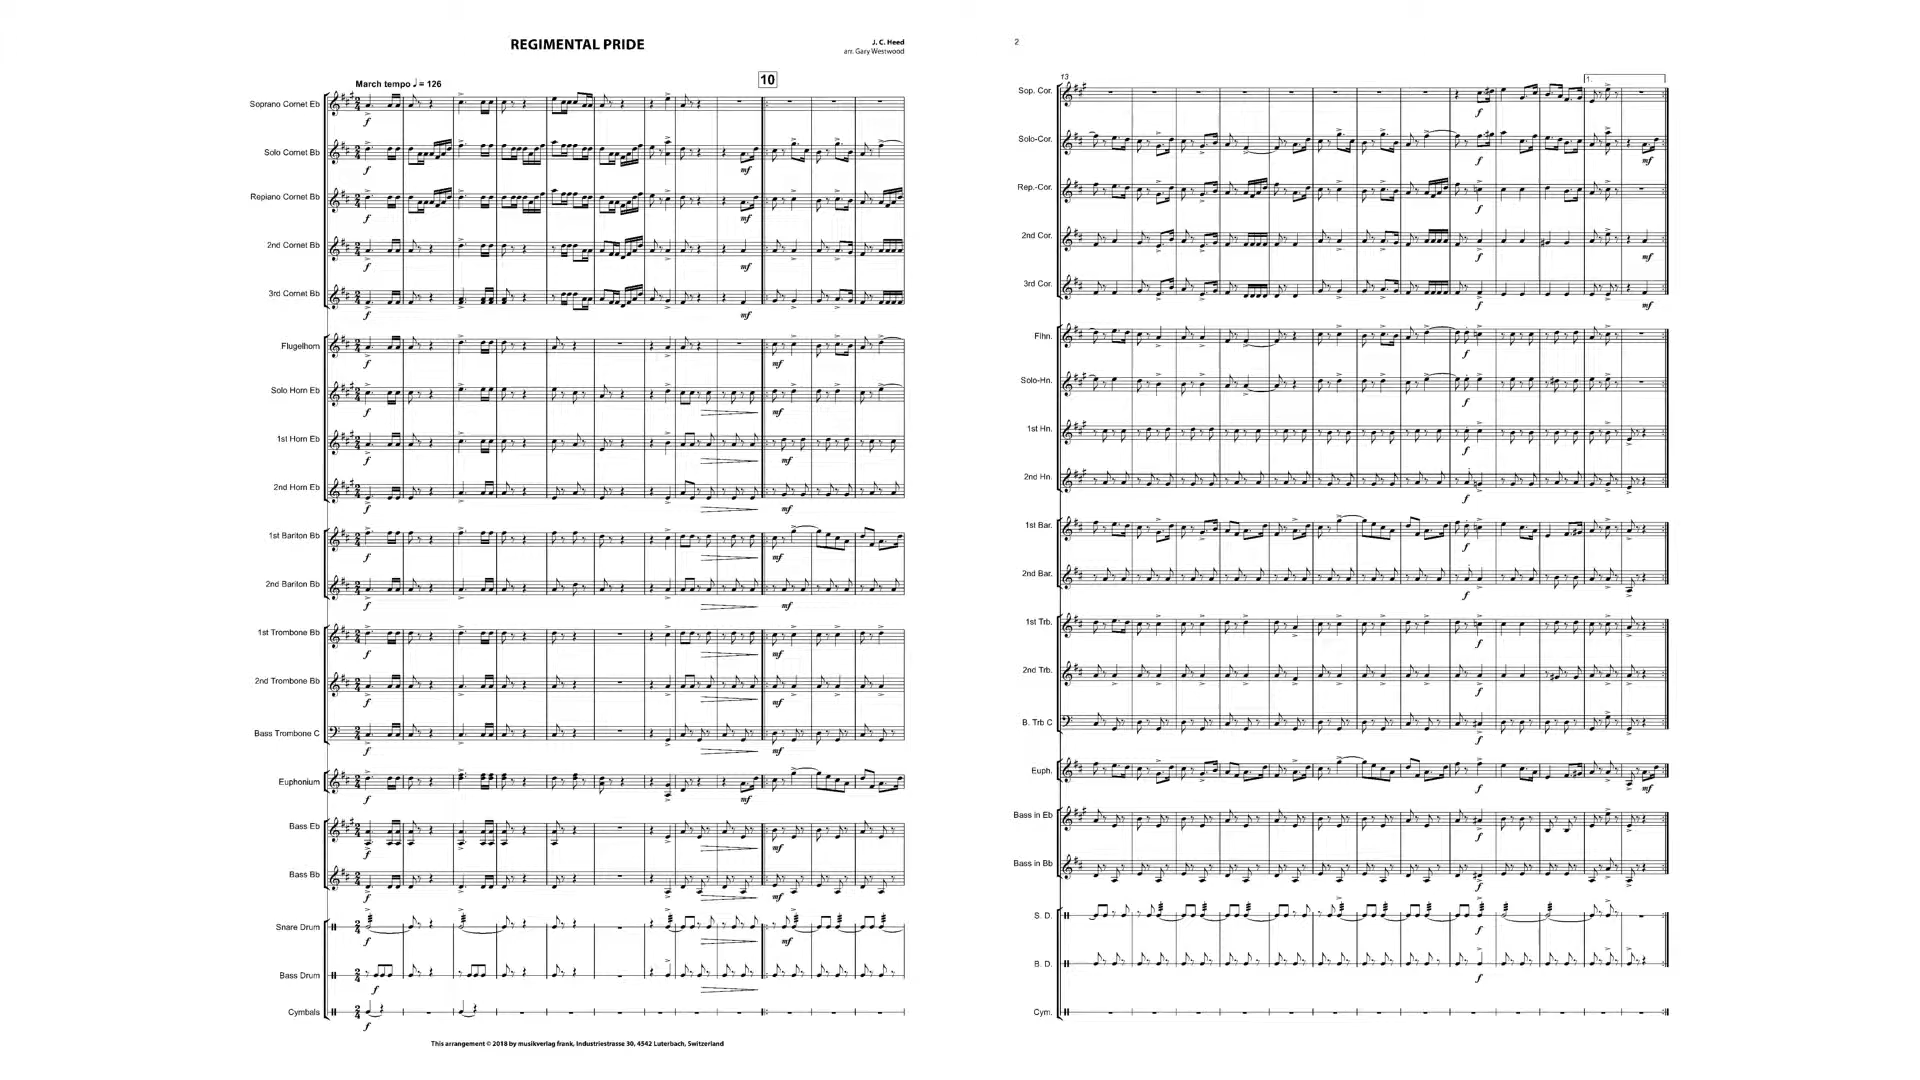 REGIMENTAL PRIDE
J. C. Heed
arr. Gary Westwood
March tempo ♩ = 126
10
Soprano Cornet Eb
Solo Cornet Bb
Repiano Cornet Bb
2nd Cornet Bb
3rd Cornet Bb
Flugelhorn
Solo Horn Eb
1st Horn Eb
2nd Horn Eb
1st Bariton Bb
2nd Bariton Bb
1st Trombone Bb
2nd Trombone Bb
Bass Trombone C
Euphonium
Bass Eb
Bass Bb
Snare Drum
Bass Drum
Cymbals
This arrangement © 2018 by musikverlag frank, Industriestrasse 30, 4542 Luterbach, Switzerland
2
13
1.
Sop. Cor.
Solo-Cor.
Rep.-Cor.
2nd Cor.
3rd Cor.
Flhn.
Solo-Hn.
1st Hn.
2nd Hn.
1st Bar.
2nd Bar.
1st Trb.
2nd Trb.
B. Trb C
Euph.
Bass in Eb
Bass in Bb
S. D.
B. D.
Cym.